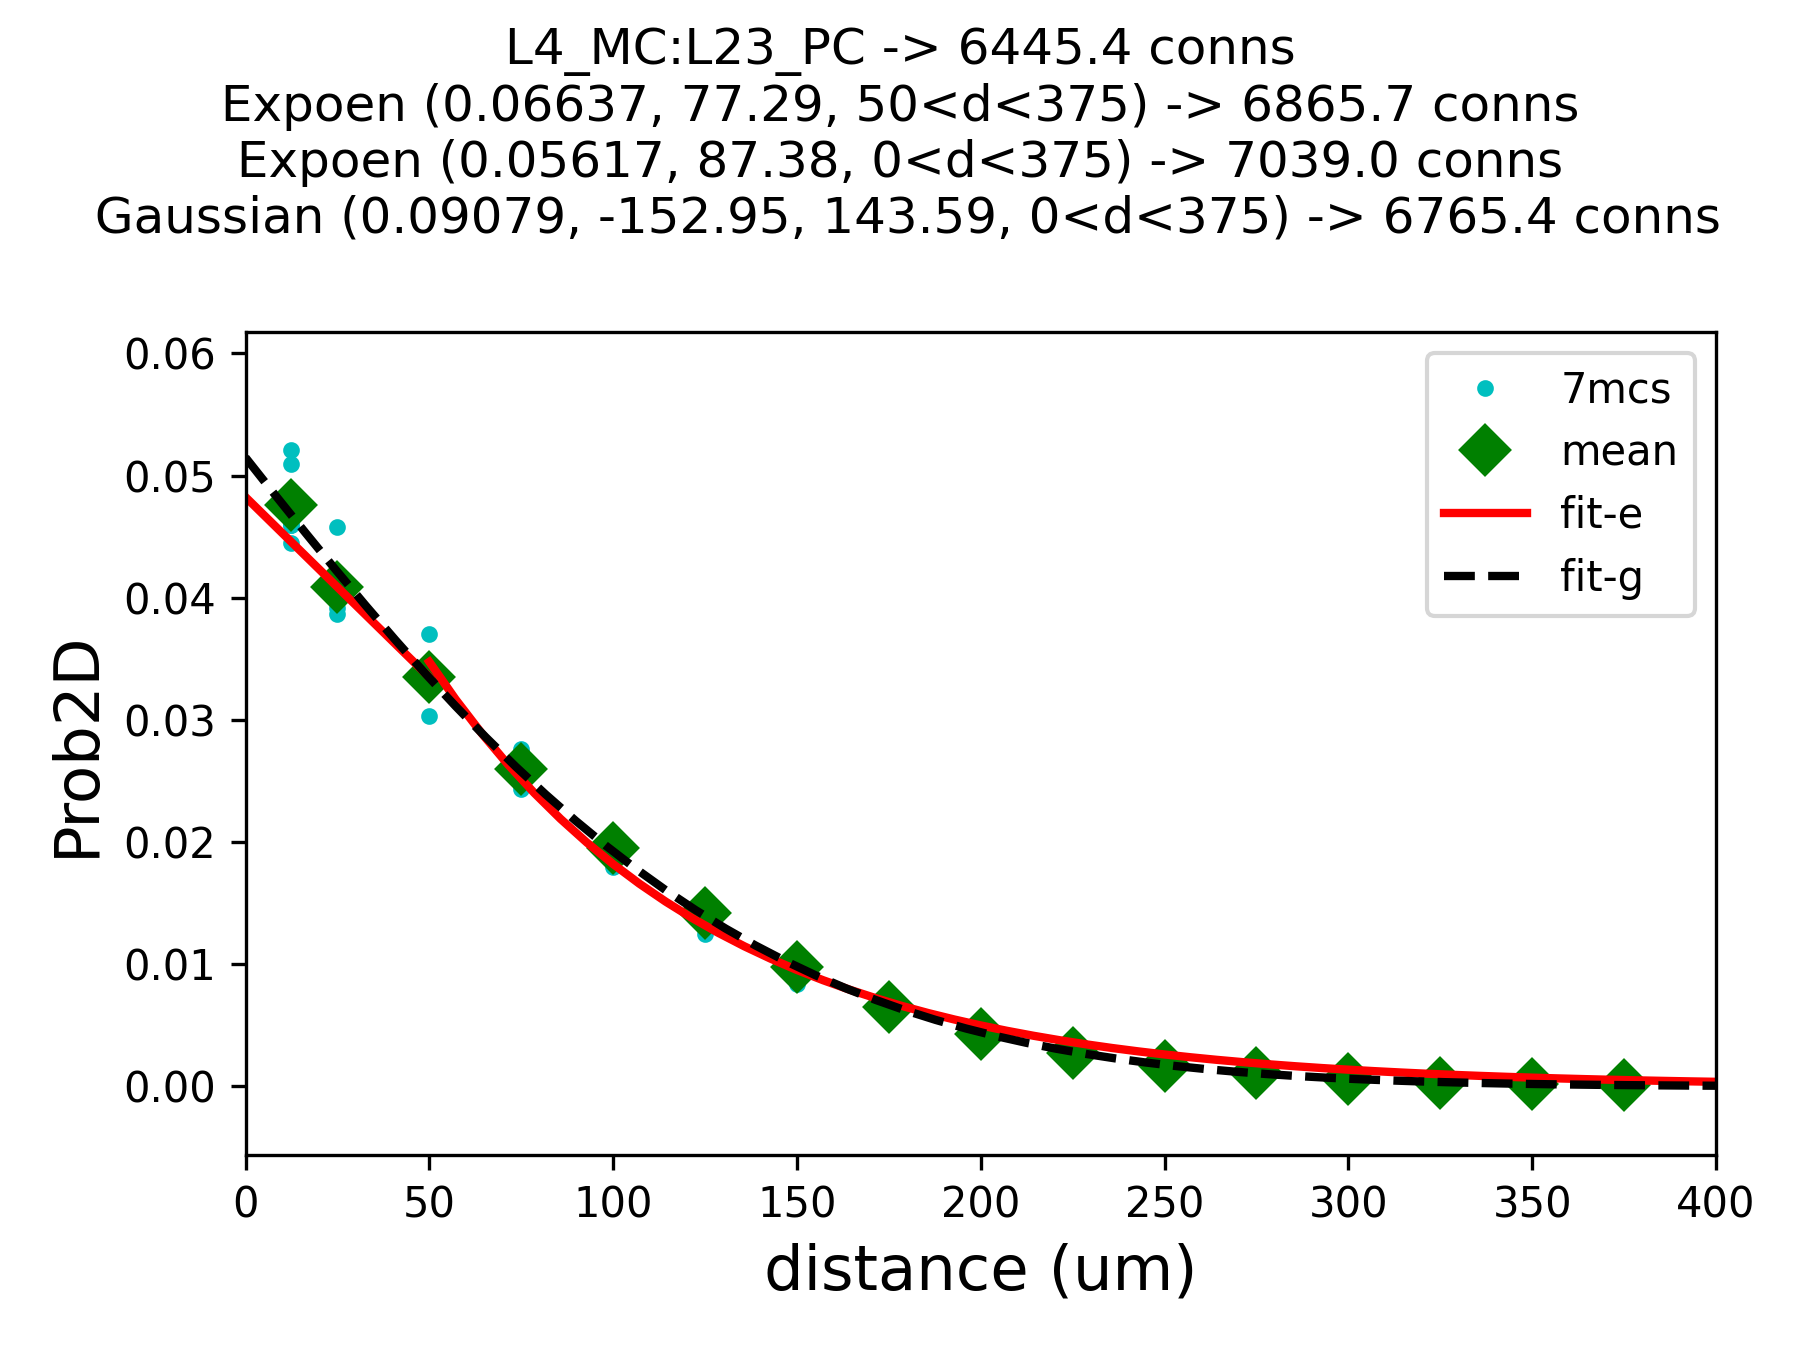 L4_MC:L23_PC -> 6445.4 conns
Expoen (0.06637, 77.29, 50<d<375) -> 6865.7 conns
Expoen (0.05617, 87.38, 0<d<375) -> 7039.0 conns
Gaussian (0.09079, -152.95, 143.59, 0<d<375) -> 6765.4 conns
7mcs
mean
fit-e
fit-g
Prob2D
0.06
0.05
0.04
0.03
0.02
0.01
0.00
0 50 100 150 200 250 300 350 400
distance (um)